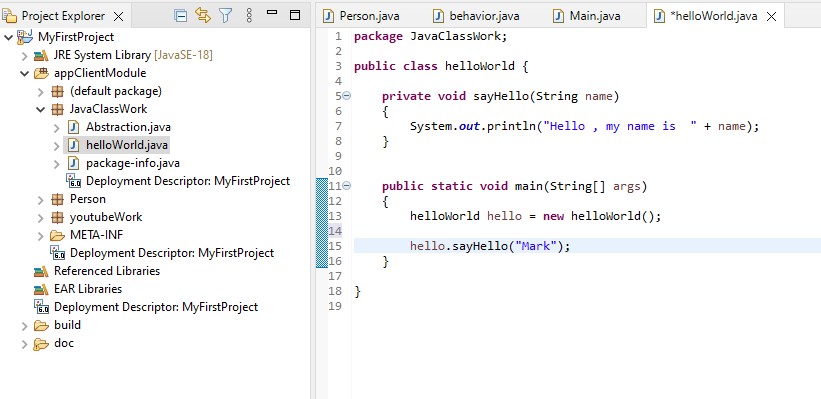 Project Explorer
MyFirstProject
JRE System Library [JavaSE-18]
appClientModule
(default package)
JavaClassWork
Abstraction.java
helloWorld.java
package-info.java
Deployment Descriptor: MyFirstProject
Person
youtubeWork
META-INF
Deployment Descriptor: MyFirstProject
Referenced Libraries
EAR Libraries
Deployment Descriptor: MyFirstProject
build
doc
Person.java behavior.java Main.java *helloWorld.java
1 package JavaClassWork;
2
3 public class helloWorld {
4
5 private void sayHello(String name)
6 {
7 System.out.println("Hello , my name is  " + name);
8 }
9
10
11 public static void main(String[] args)
12 {
13 helloWorld hello = new helloWorld();
14
15 hello.sayHello("Mark");
16 }
17
18 }
19